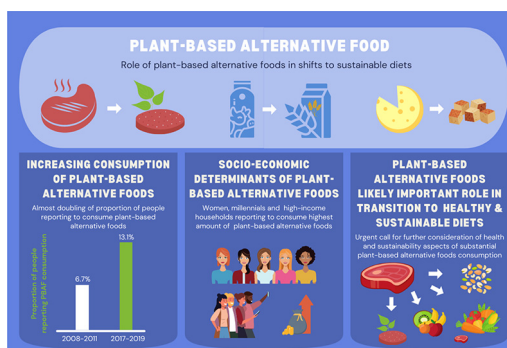 PLANT-BASED ALTERNATIVE FOOD
Role of plant-based alternative foods in shifts to sustainable diets
INCREASING CONSUMPTION
OF PLANT-BASED
ALTERNATIVE FOODS
Almost doubling of proportion of people
reporting to consume plant-based
alternative foods
Proportion of people
reporting PBAF consumption
6.7%
13.1%
2008-2011
2017-2019
SOCIO-ECONOMIC
DETERMINANTS OF PLANT-
BASED ALTERNATIVE FOODS
Women, millennials and high-income
households reporting to consume highest
amount of plant-based alternative foods
PLANT-BASED
ALTERNATIVE FOODS
LIKELY IMPORTANT ROLE IN
TRANSITION TO HEALTHY &
SUSTAINABLE DIETS
Urgent call for further consideration of health
and sustainability aspects of substantial
plant-based alternative foods consumption